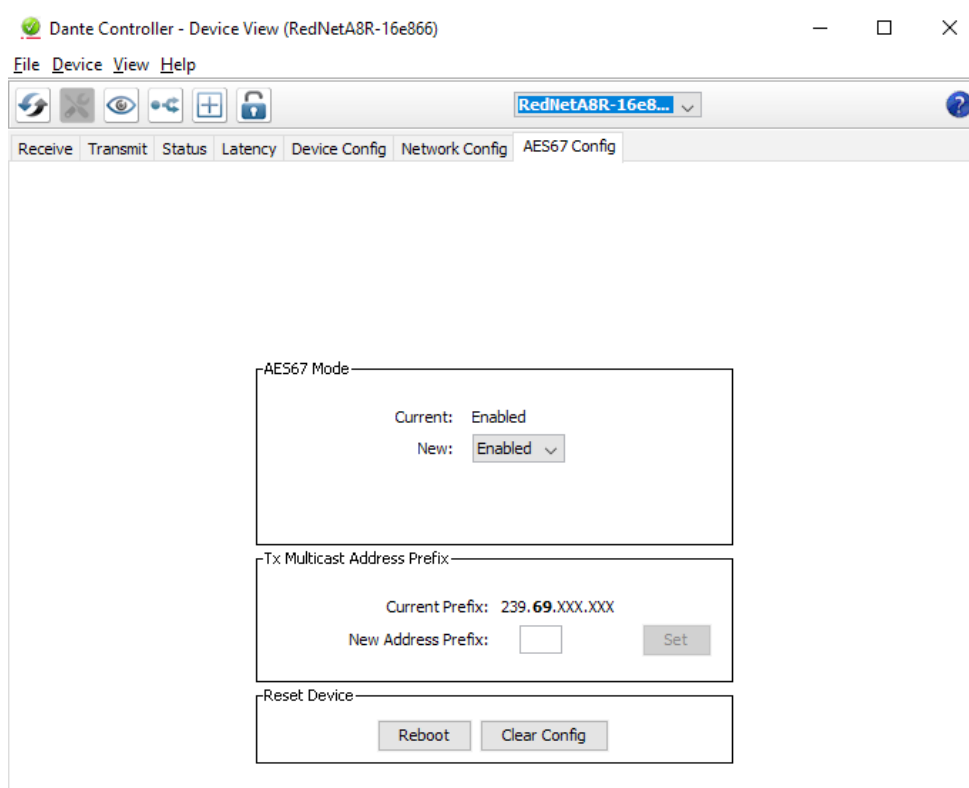 Dante Controller - Device View (RedNetA8R-16e866)
File Device View Help
RedNetA8R-16e8...
Receive Transmit Status Latency Device Config Network Config AES67 Config
AES67 Mode
Current: Enabled
New: Enabled
Tx Multicast Address Prefix
Current Prefix: 239.69.XXX.XXX
New Address Prefix: Set
Reset Device
Reboot Clear Config